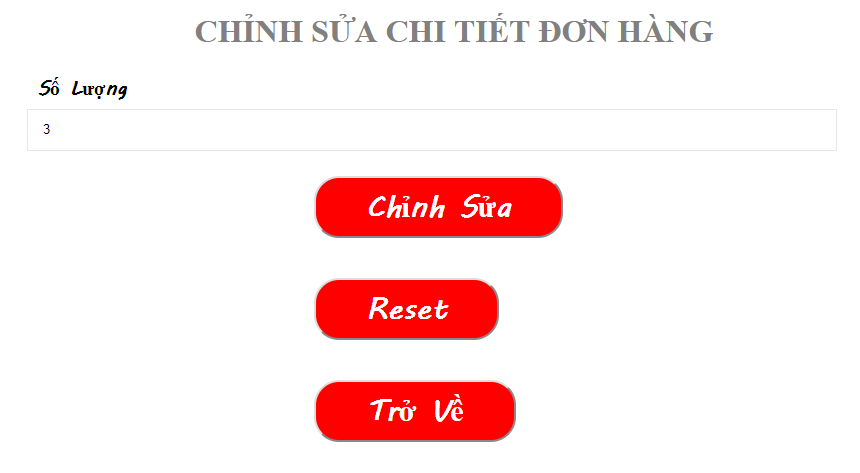 CHỈNH SỬA CHI TIẾT ĐƠN HÀNG
Số Lượng
3
Chỉnh Sửa
Reset
Trở Về